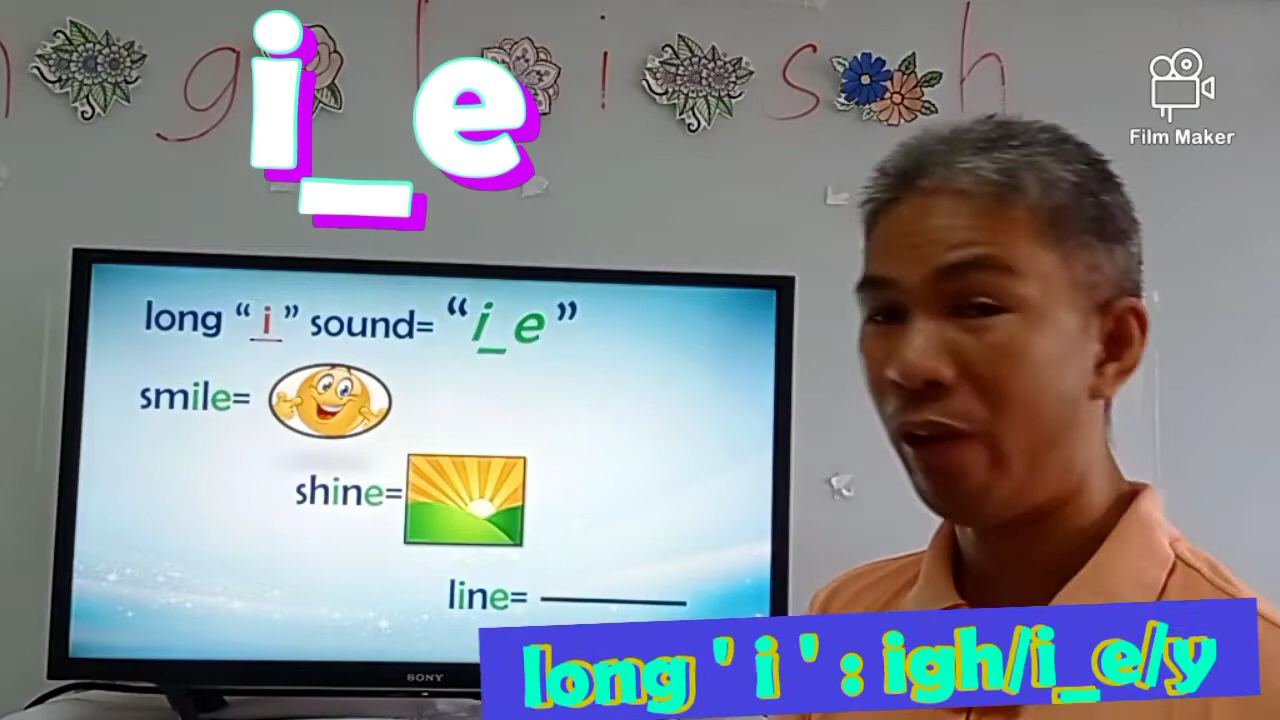 n g l i s h
i_e
Film Maker
long “ i ” sound= “i_e”
smile=
shine=
line=
SONY
long ' i ' : igh/i_e/y